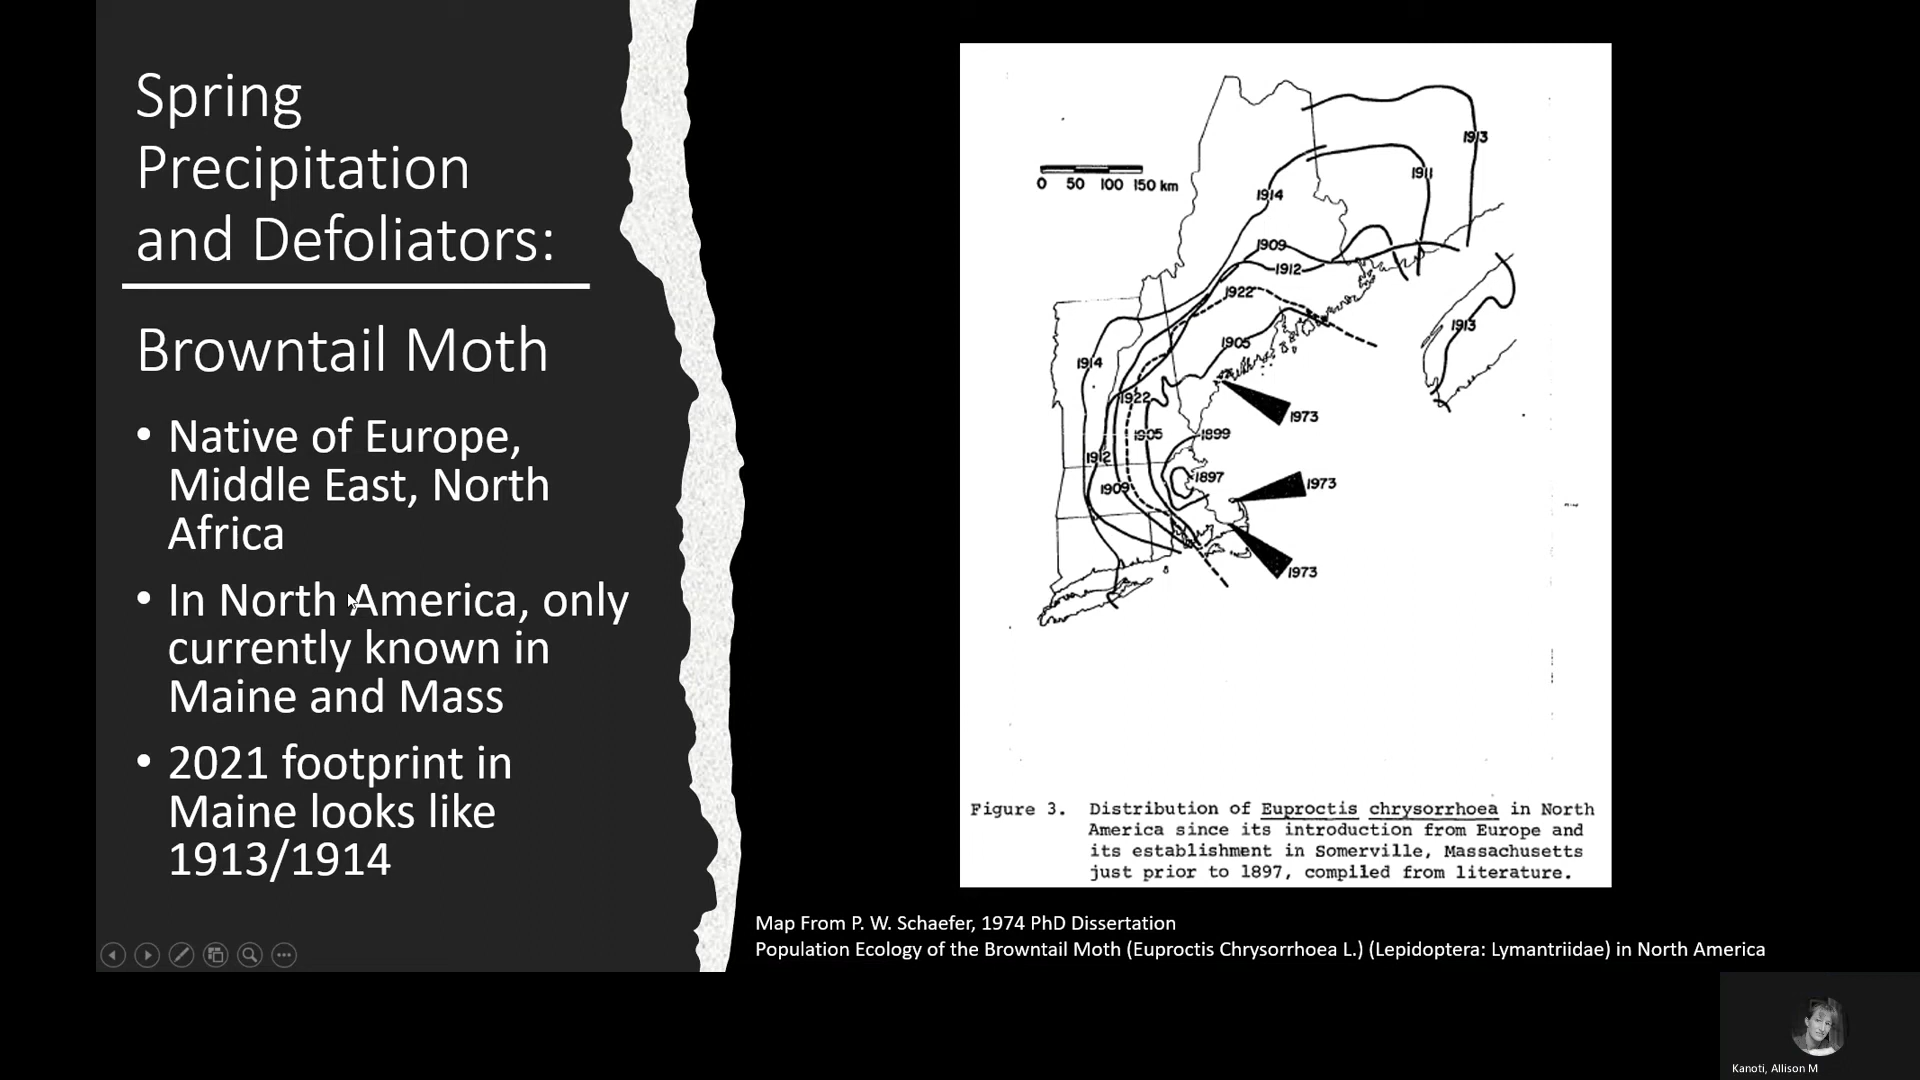 Spring
Precipitation
and Defoliators:
Browntail Moth
• Native of Europe,
Middle East, North
Africa
• In North America, only
currently known in
Maine and Mass
• 2021 footprint in
Maine looks like
1913/1914
1913
1911
0 50 100 150 km
1914
1909
1912
1922
1913
1905
1914
1922
1973
1905
1899
1912
1897
1973
1909
1973
Figure 3. Distribution of Euproctis chrysorrhoea in North
America since its introduction from Europe and
its establishment in Somerville, Massachusetts
just prior to 1897, compiled from literature.
Map From P. W. Schaefer, 1974 PhD Dissertation
Population Ecology of the Browntail Moth (Euproctis Chrysorrhoea L.) (Lepidoptera: Lymantriidae) in North America
Kanoti, Allison M